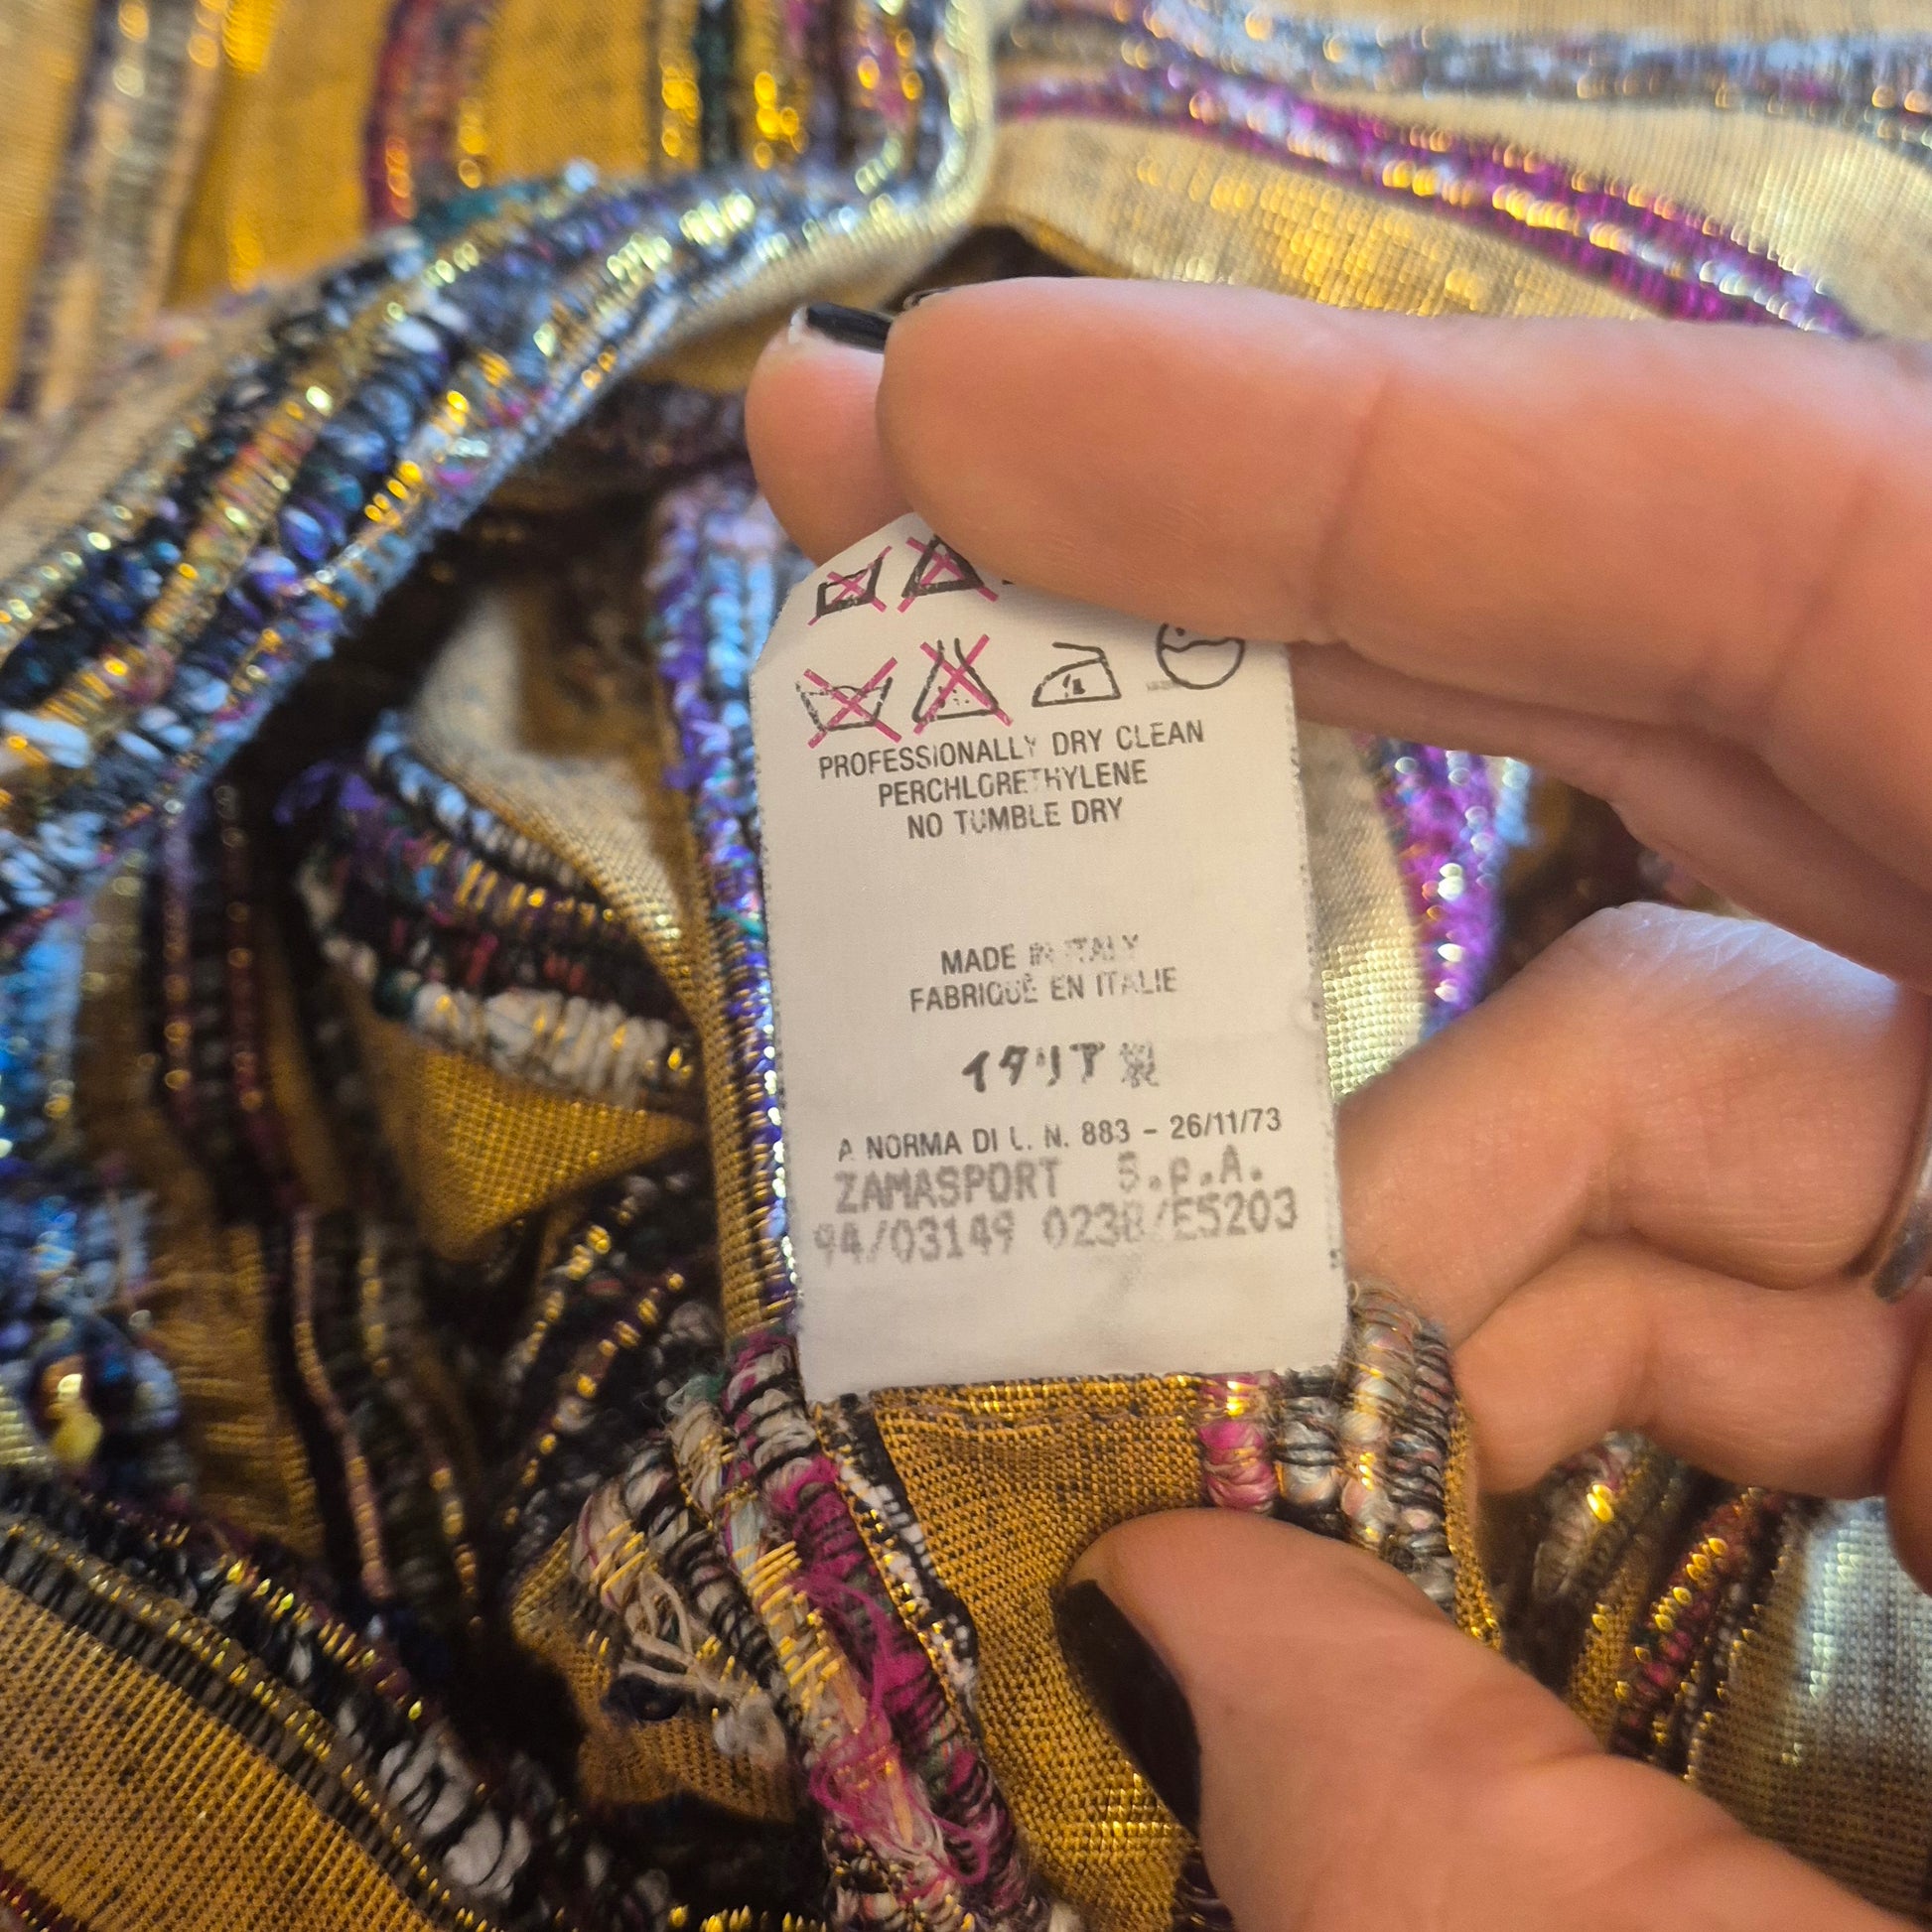 PROFESSIONALLY DRY CLEAN
PERCHLORETHYLENE
NO TUMBLE DRY
MADE IN ITALY
FABRIQUÉ EN ITALIE
イタリア製
A NORMA DI L. N. 883 - 26/11/73
ZAMASPORT S.p.A.
94/03149 0238/E5203